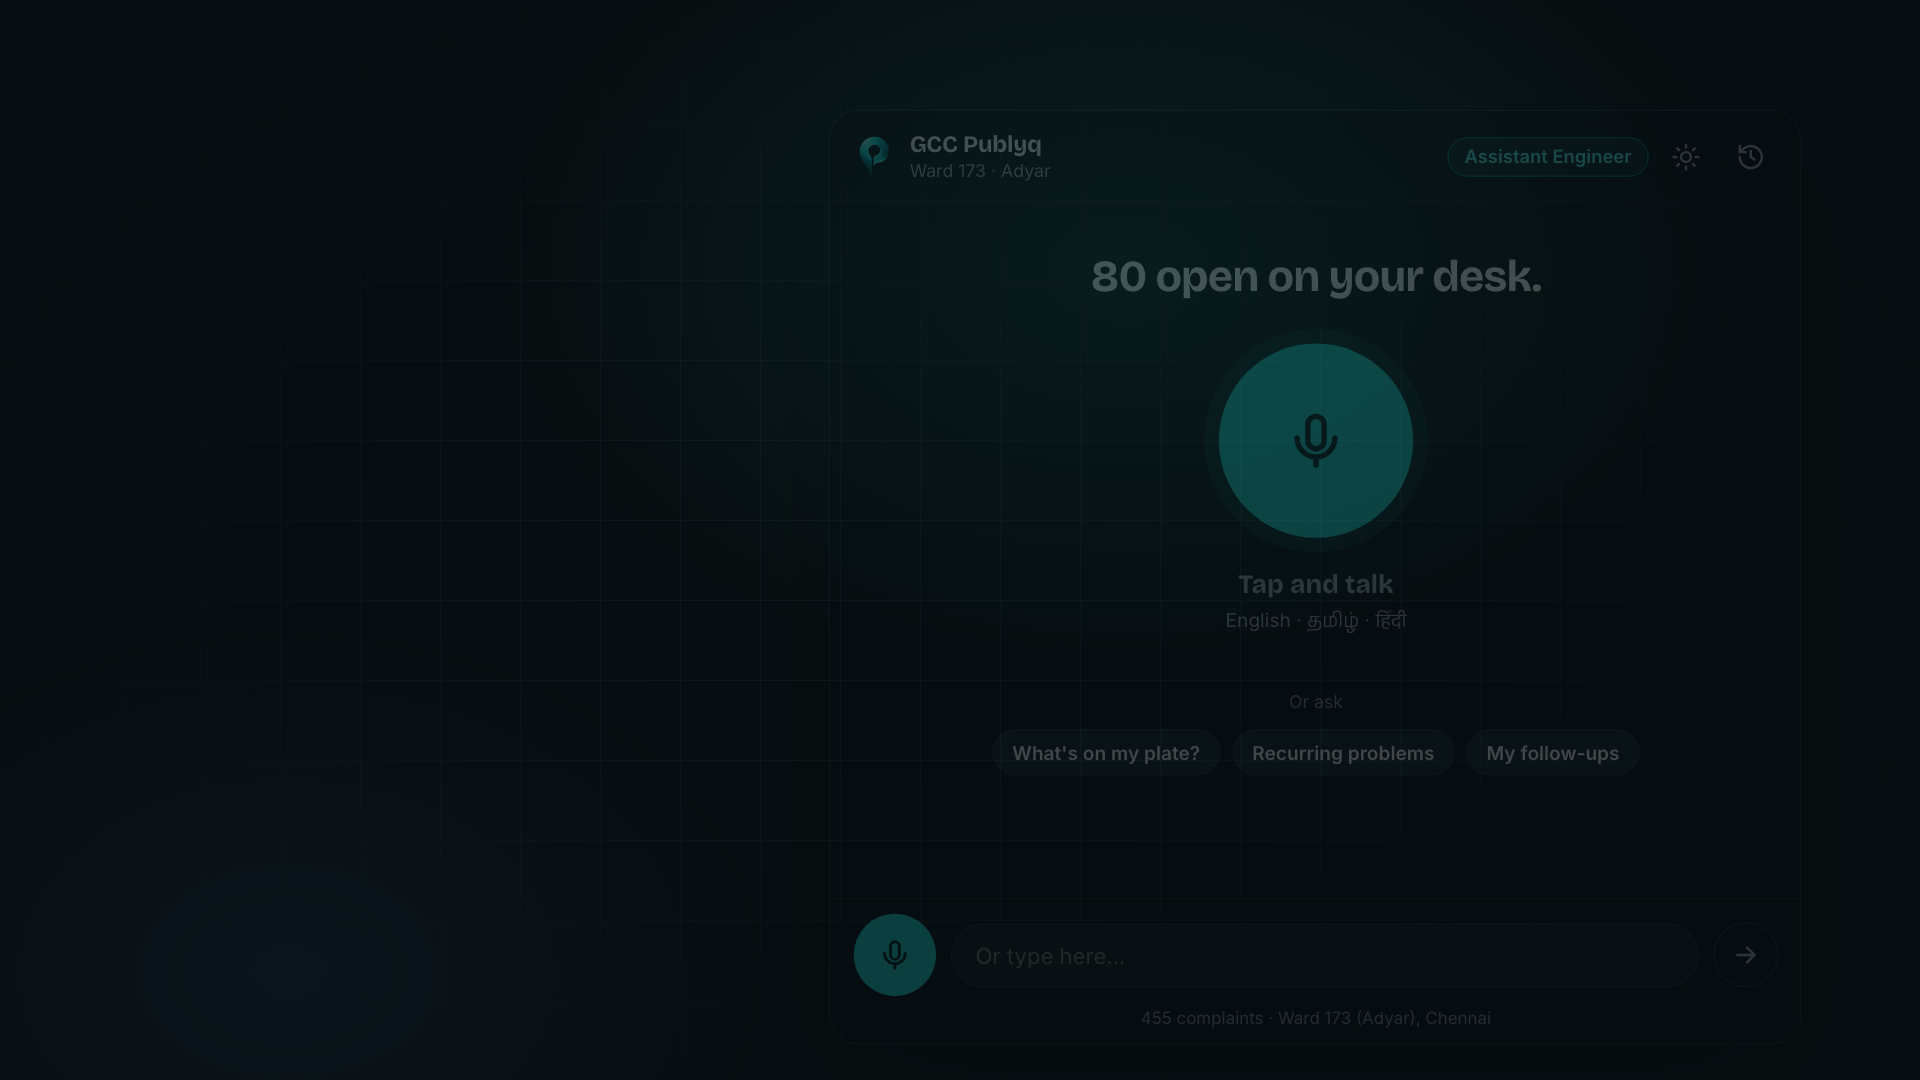 GCC Publyq
Ward 173 · Adyar
Assistant Engineer
80 open on your desk.
Tap and talk
English · தமிழ் · हिंदी
Or ask
What's on my plate?
Recurring problems
My follow-ups
Or type here...
455 complaints · Ward 173 (Adyar), Chennai